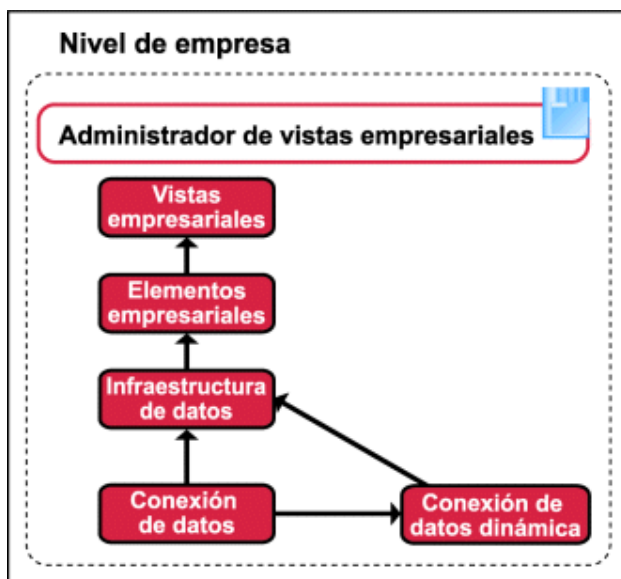 Nivel de empresa
Administrador de vistas empresariales
Vistas
empresariales
Elementos
empresariales
Infraestructura
de datos
Conexión
de datos
Conexión de
datos dinámica